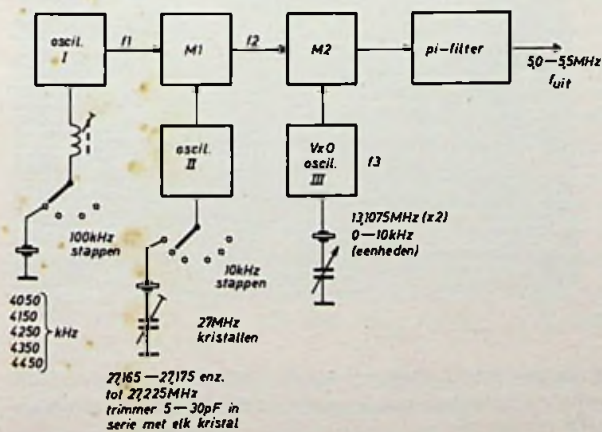 oscil.
I
f1
M1
f2
M2
pi-filter
5,0—5,5MHz
fuit
oscil.
II
VxO
oscil.
III
f3
100kHz
stappen
10kHz
stappen
13,1075MHz (x2)
0—10kHz
(eenheden)
4050
4150
4250
4350
4450
kHz
27MHz
kristallen
27,165—27,175 enz.
tot 27,225MHz
trimmer 5—30pF in
serie met elk kristal